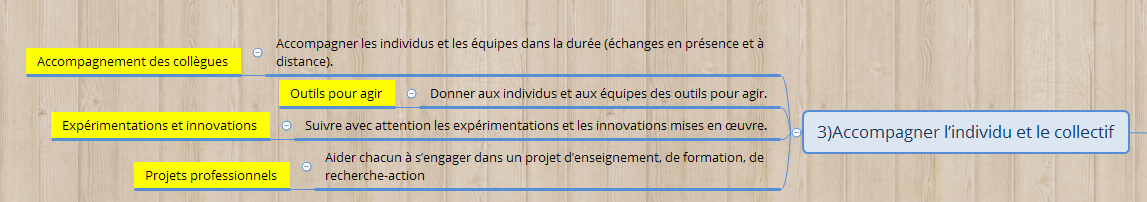 Accompagnement des collègues
Accompagner les individus et les équipes dans la durée (échanges en présence et à
distance).
Outils pour agir
Donner aux individus et aux équipes des outils pour agir.
Expérimentations et innovations
Suivre avec attention les expérimentations et les innovations mises en œuvre.
Projets professionnels
Aider chacun à s’engager dans un projet d’enseignement, de formation, de
recherche-action
3)Accompagner l’individu et le collectif